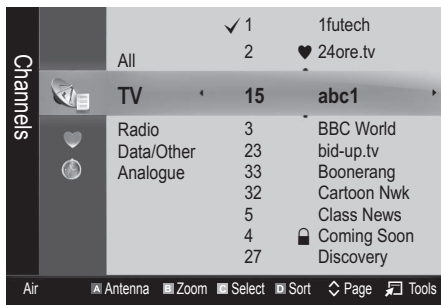 Channels
✓ 1 1futech
All 2 ♥ 24ore.tv
TV 15 abc1
Radio 3 BBC World
Data/Other 23 bid-up.tv
Analogue 33 Boonerang
32 Cartoon Nwk
5 Class News
4 Coming Soon
27 Discovery
Air A Antenna B Zoom C Select D Sort Page Tools